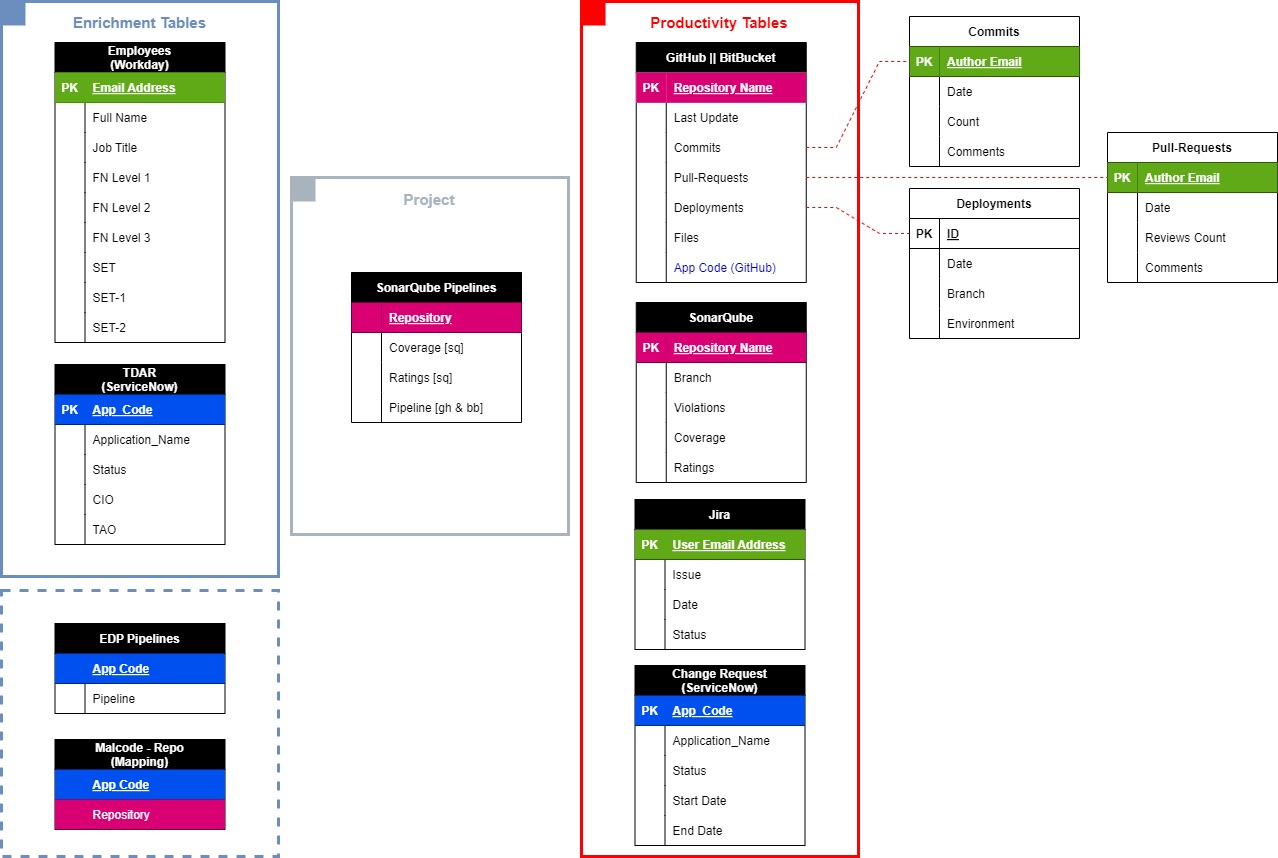 Enrichment Tables
Employees
(Workday)
PK Email Address
Full Name
Job Title
FN Level 1
FN Level 2
FN Level 3
SET
SET-1
SET-2
TDAR
(ServiceNow)
PK App_Code
Application_Name
Status
CIO
TAO
EDP Pipelines
App Code
Pipeline
Malcode - Repo
(Mapping)
App Code
Repository
Project
SonarQube Pipelines
Repository
Coverage [sq]
Ratings [sq]
Pipeline [gh & bb]
Productivity Tables
GitHub || BitBucket
PK Repository Name
Last Update
Commits
Pull-Requests
Deployments
Files
App Code (GitHub)
SonarQube
PK Repository Name
Branch
Violations
Coverage
Ratings
Jira
PK User Email Address
Issue
Date
Status
Change Request
(ServiceNow)
PK App_Code
Application_Name
Status
Start Date
End Date
Commits
PK Author Email
Date
Count
Comments
Deployments
PK ID
Date
Branch
Environment
Pull-Requests
PK Author Email
Date
Reviews Count
Comments